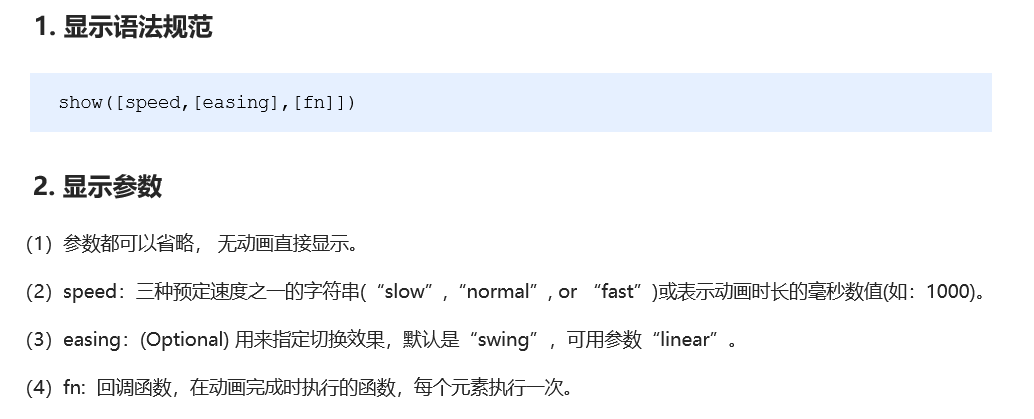 1. 显示语法规范
show([speed,[easing],[fn]])
2. 显示参数
(1) 参数都可以省略， 无动画直接显示。
(2) speed：三种预定速度之一的字符串(“slow”,“normal”, or “fast”)或表示动画时长的毫秒数值(如：1000)。
(3) easing：(Optional) 用来指定切换效果，默认是“swing”，可用参数“linear”。
(4) fn: 回调函数，在动画完成时执行的函数，每个元素执行一次。